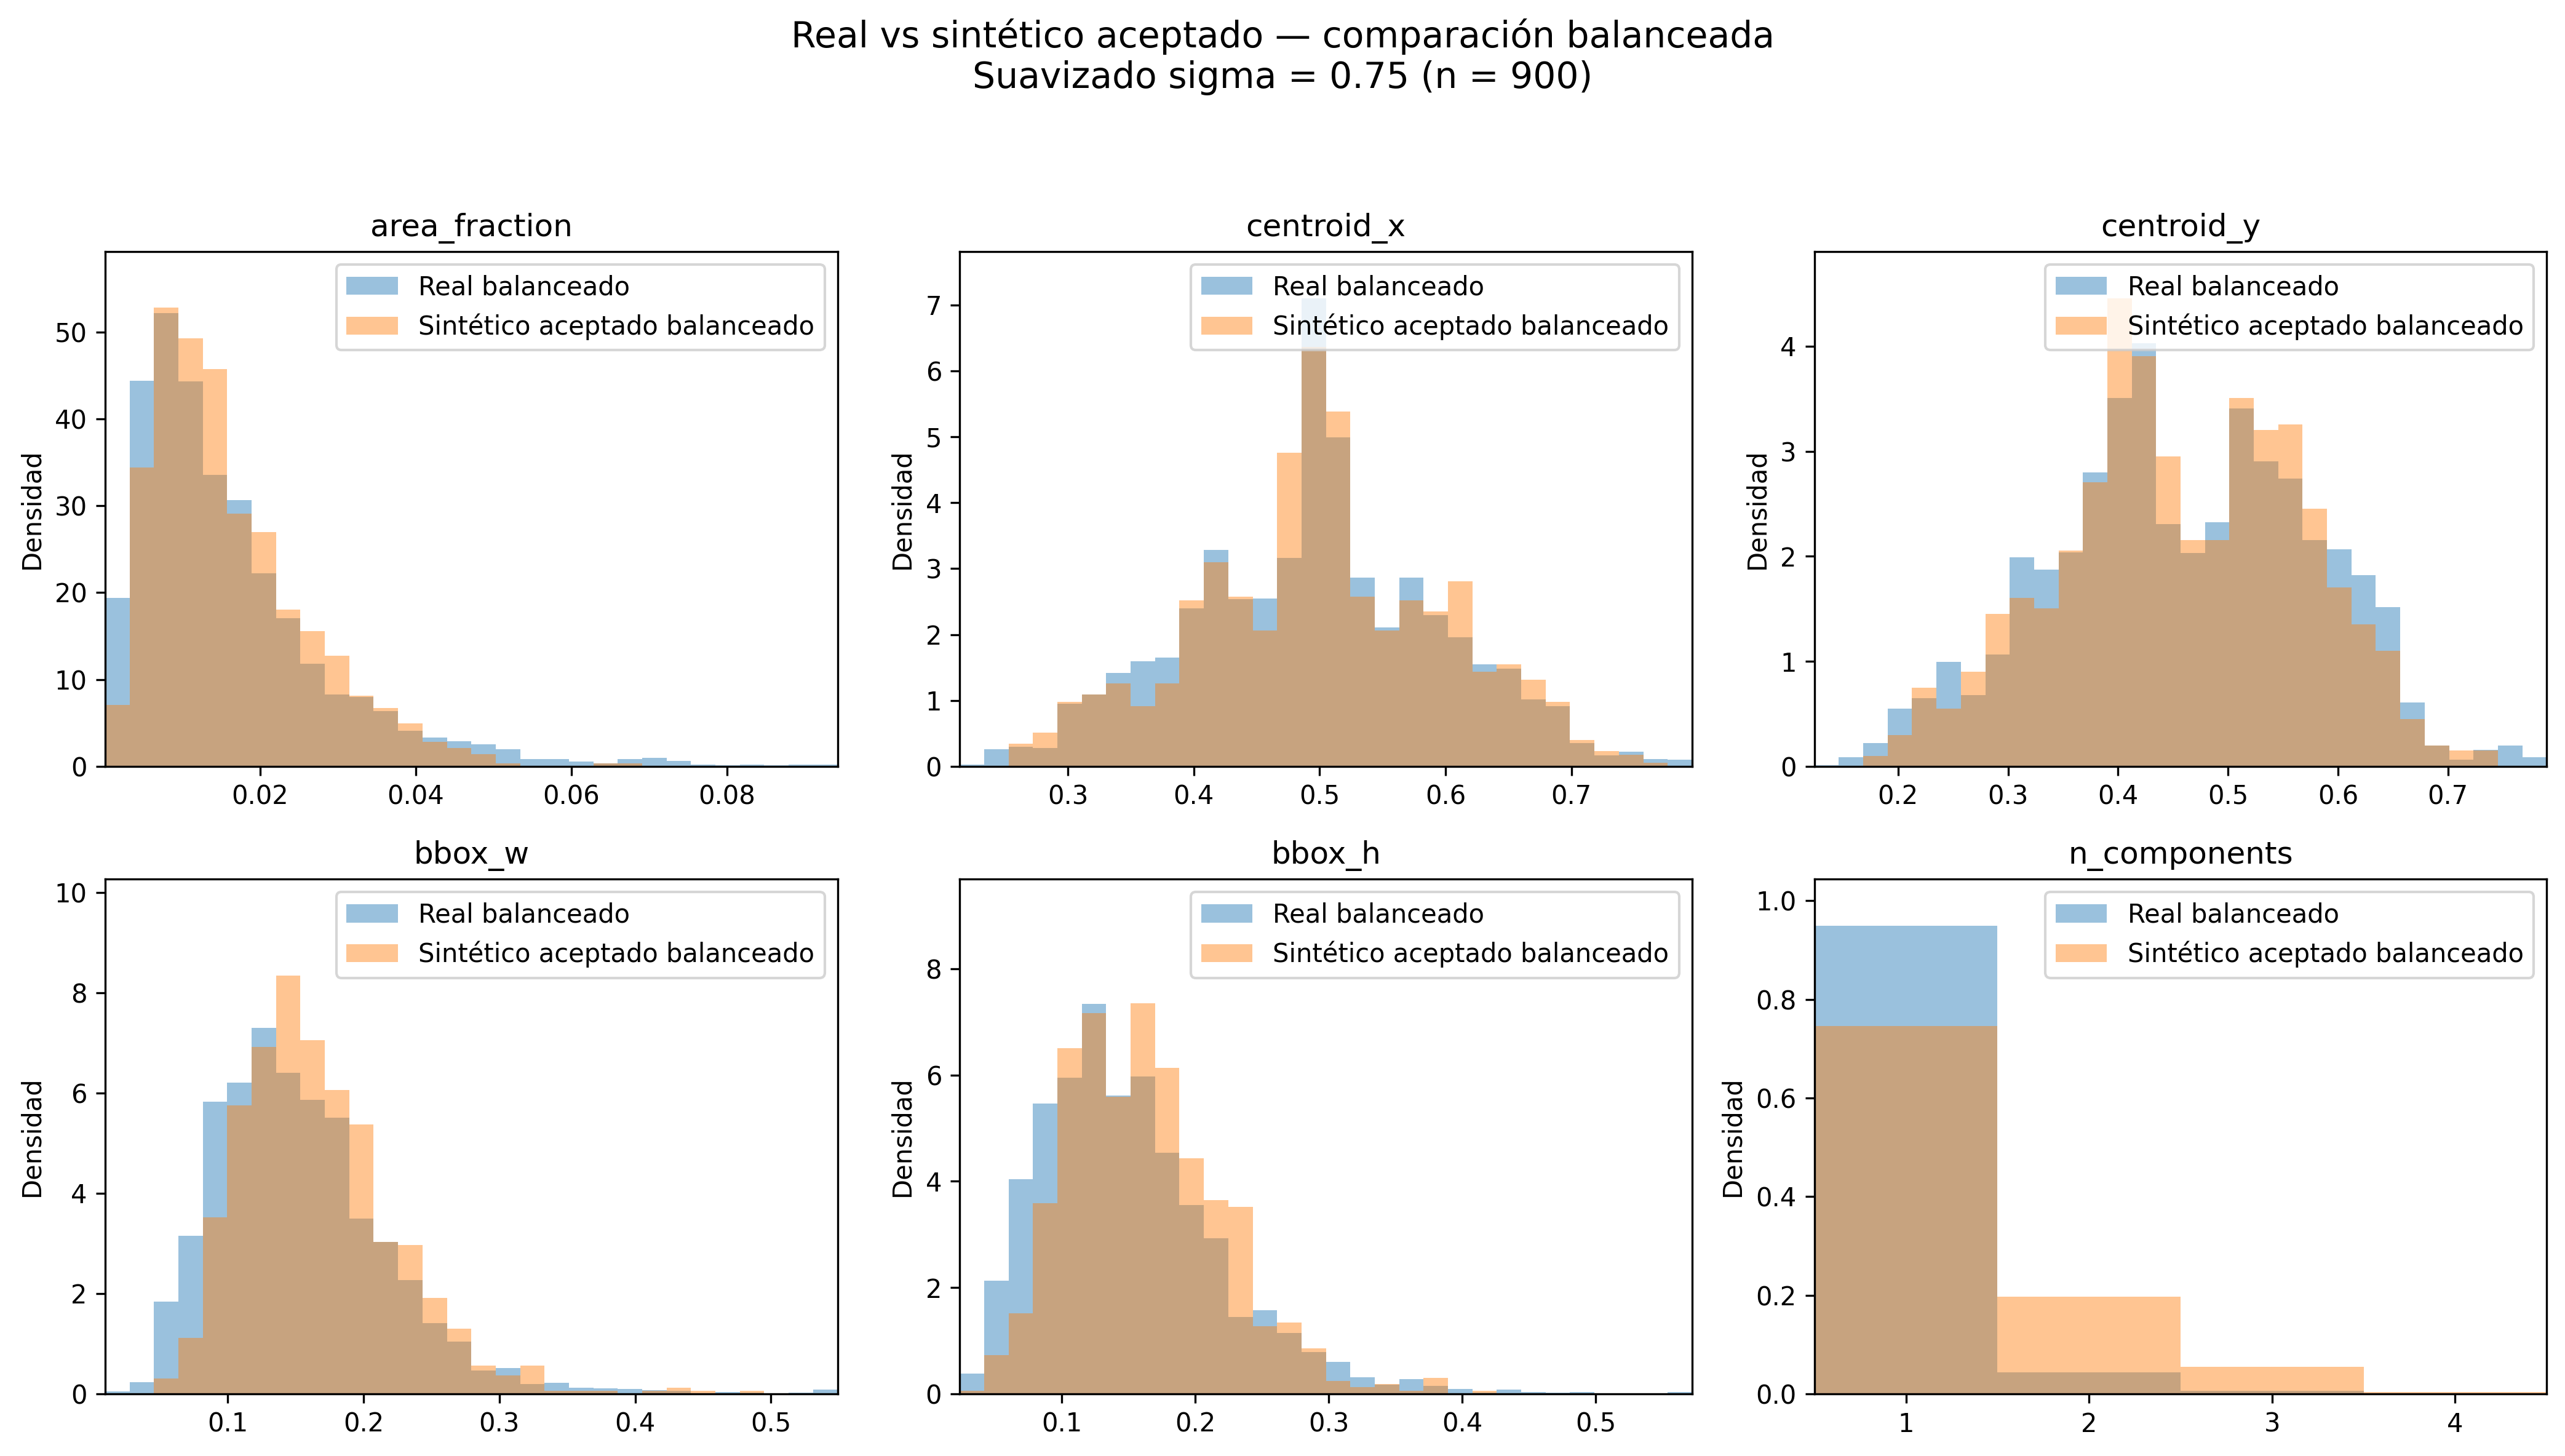 Real vs sintético aceptado — comparación balanceada
Suavizado sigma = 0.75 (n = 900)
area_fraction
Real balanceado
Sintético aceptado balanceado
Densidad
50
40
30
20
10
0
0.02 0.04 0.06 0.08
centroid_x
Real balanceado
Sintético aceptado balanceado
Densidad
7
6
5
4
3
2
1
0
0.3 0.4 0.5 0.6 0.7
centroid_y
Real balanceado
Sintético aceptado balanceado
Densidad
4
3
2
1
0
0.2 0.3 0.4 0.5 0.6 0.7
bbox_w
Real balanceado
Sintético aceptado balanceado
Densidad
10
8
6
4
2
0
0.1 0.2 0.3 0.4 0.5
bbox_h
Real balanceado
Sintético aceptado balanceado
Densidad
8
6
4
2
0
0.1 0.2 0.3 0.4 0.5
n_components
Real balanceado
Sintético aceptado balanceado
Densidad
1.0
0.8
0.6
0.4
0.2
0.0
1 2 3 4